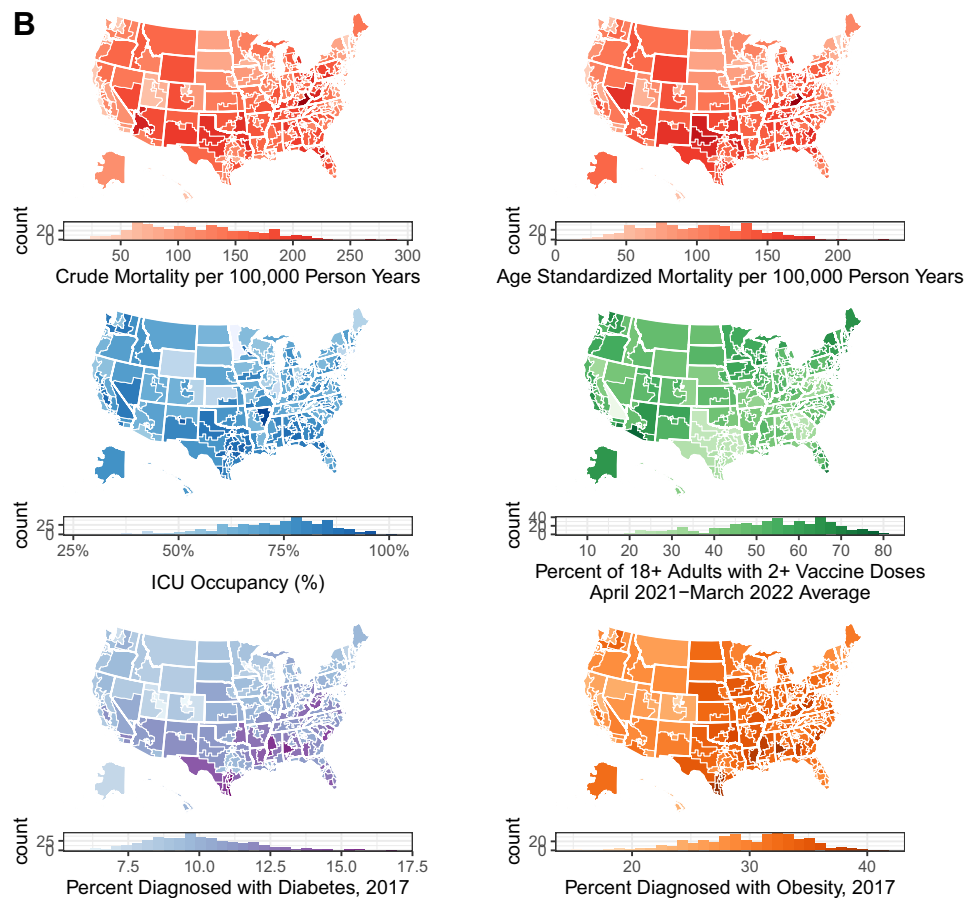 B
count
20
0
50 100 150 200 250 300
Crude Mortality per 100,000 Person Years
count
20
0
0 50 100 150 200
Age Standardized Mortality per 100,000 Person Years
count
25
0
25% 50% 75% 100%
ICU Occupancy (%)
count
40
20
0
10 20 30 40 50 60 70 80
Percent of 18+ Adults with 2+ Vaccine Doses
April 2021−March 2022 Average
count
25
0
7.5 10.0 12.5 15.0 17.5
Percent Diagnosed with Diabetes, 2017
count
20
0
20 30 40
Percent Diagnosed with Obesity, 2017